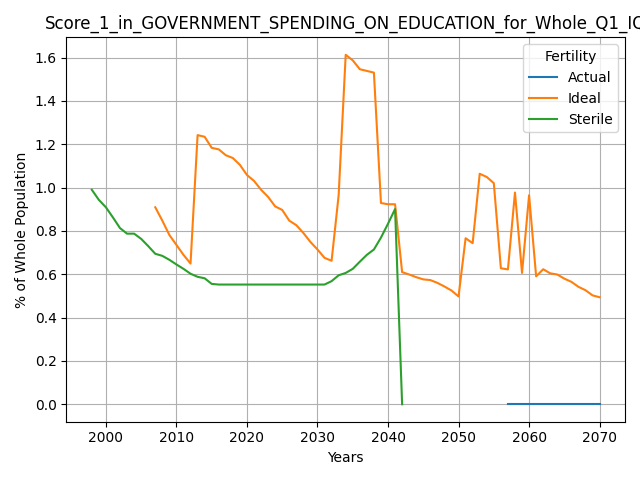 Score_1_in_GOVERNMENT_SPENDING_ON_EDUCATION_for_Whole_Q1_IQ
Fertility
Actual
Ideal
Sterile
% of Whole Population
1.6
1.4
1.2
1.0
0.8
0.6
0.4
0.2
0.0
2000 2010 2020 2030 2040 2050 2060 2070
Years